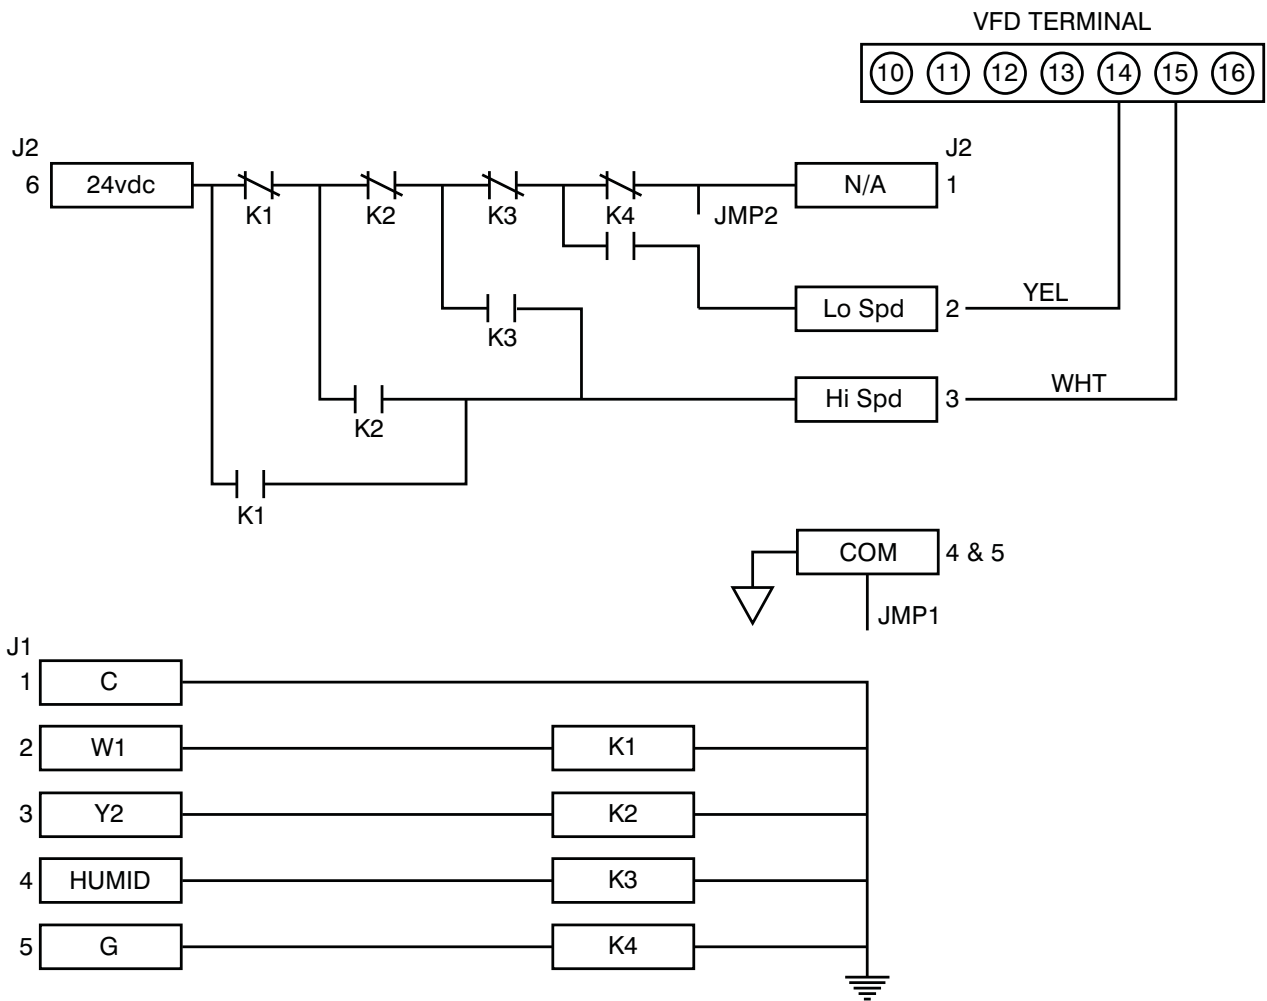 VFD TERMINAL
10 11 12 13 14 15 16
J2 J2
6 24vdc N/A 1
K1 K2 K3 K4 JMP2
Lo Spd 2 YEL
K3
Hi Spd 3 WHT
K2
K1
COM 4 & 5
JMP1
J1
1 C
2 W1 K1
3 Y2 K2
4 HUMID K3
5 G K4